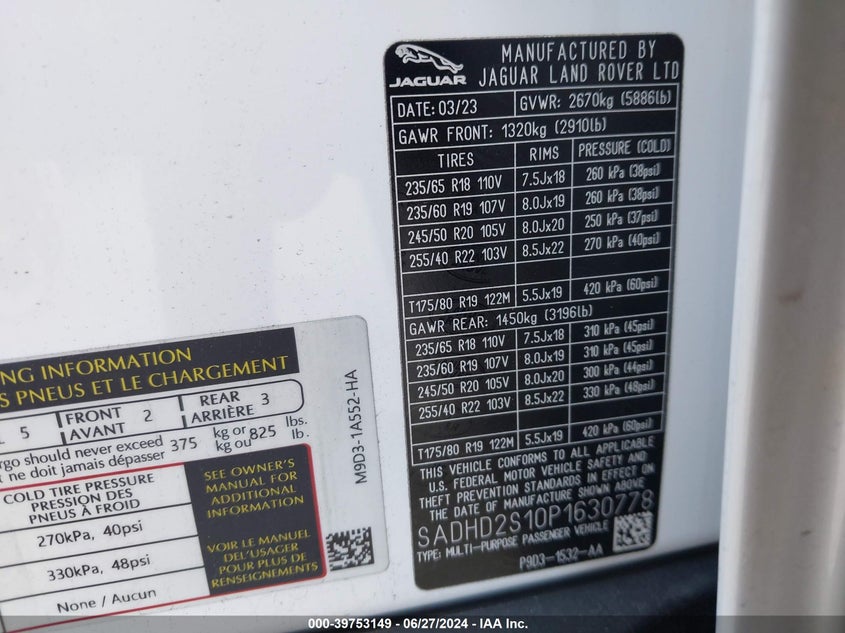 JAGUAR
MANUFACTURED BY
JAGUAR LAND ROVER LTD
DATE: 03/23 GVWR: 2670kg (5886lb)
GAWR FRONT: 1320kg (2910lb)
TIRES RIMS PRESSURE (COLD)
235/65 R18 110V 7.5Jx18 260 kPa (38psi)
235/60 R19 107V 8.0Jx19 260 kPa (38psi)
245/50 R20 105V 8.0Jx20 250 kPa (37psi)
255/40 R22 103V 8.5Jx22 270 kPa (40psi)
T175/80 R19 122M 5.5Jx19 420 kPa (60psi)
GAWR REAR: 1450kg (3196lb)
235/65 R18 110V 7.5Jx18 310 kPa (45psi)
235/60 R19 107V 8.0Jx19 310 kPa (45psi)
245/50 R20 105V 8.0Jx20 300 kPa (44psi)
255/40 R22 103V 8.5Jx22 330 kPa (48psi)
T175/80 R19 122M 5.5Jx19 420 kPa (60psi)
THIS VEHICLE CONFORMS TO ALL APPLICABLE
U.S. FEDERAL MOTOR VEHICLE SAFETY AND
THEFT PREVENTION STANDARDS IN EFFECT ON
THE DATE OF MANUFACTURE SHOWN ABOVE.
SADHD2S10P1630778
TYPE: MULTI-PURPOSE PASSENGER VEHICLE
P9D3-1532-AA
NG INFORMATION
S PNEUS ET LE CHARGEMENT
L 5 FRONT AVANT 2 REAR ARRIÈRE 3
rgo should never exceed 375 kg or 825 lbs.
t ne doit jamais dépasser kg ou lb.
COLD TIRE PRESSURE
PRESSION DES
PNEUS À FROID
270kPa, 40psi
330kPa, 48psi
None / Aucun
SEE OWNER'S
MANUAL FOR
ADDITIONAL
INFORMATION
VOIR LE MANUEL
DE L'USAGER
POUR PLUS DE
RENSEIGNEMENTS
M9D3-1A552-HA
000-39753149 - 06/27/2024 - IAA Inc.